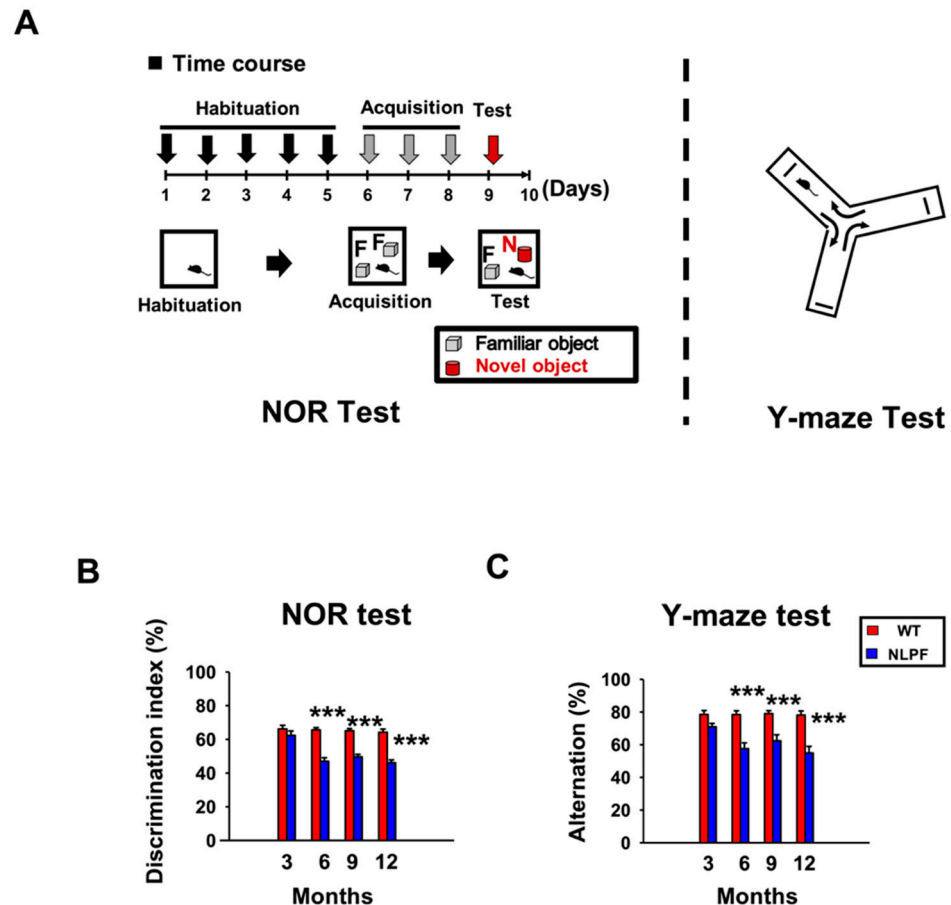 A
■ Time course
Habituation
Acquisition
Test
1 2 3 4 5 6 7 8 9 10 (Days)
F F
F N
Habituation
Acquisition
Test
Familiar object
Novel object
NOR Test
Y-maze Test
B
NOR test
Discrimination index (%)
100
80
60
40
20
0
***
***
***
3 6 9 12
Months
C
Y-maze test
WT
NLPF
Alternation (%)
100
80
60
40
20
0
***
***
***
3 6 9 12
Months